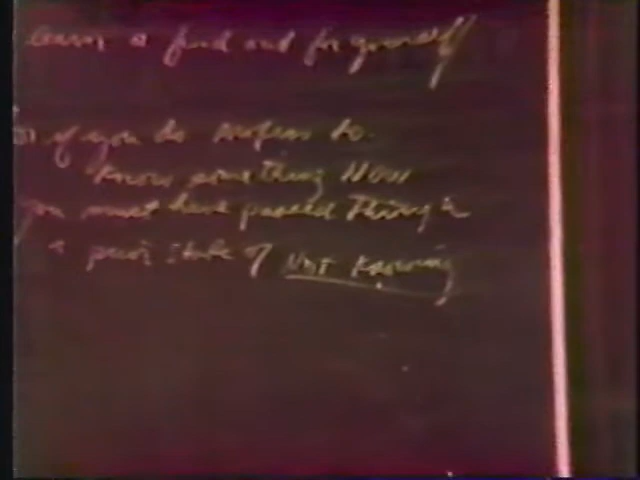 learn & find out for yourself
if you do profess to
know something NOW
you must have passed through
a prior state of NOT Knowing